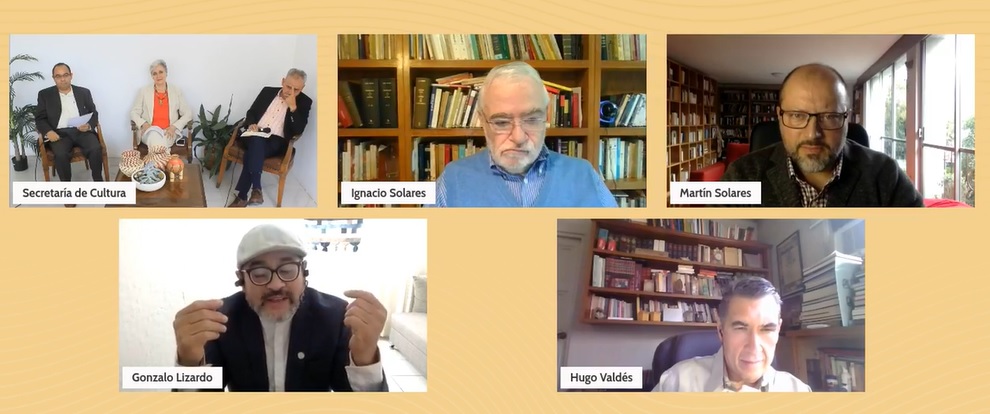 Secretaría de Cultura
Ignacio Solares
Martín Solares
Gonzalo Lizardo
Hugo Valdés